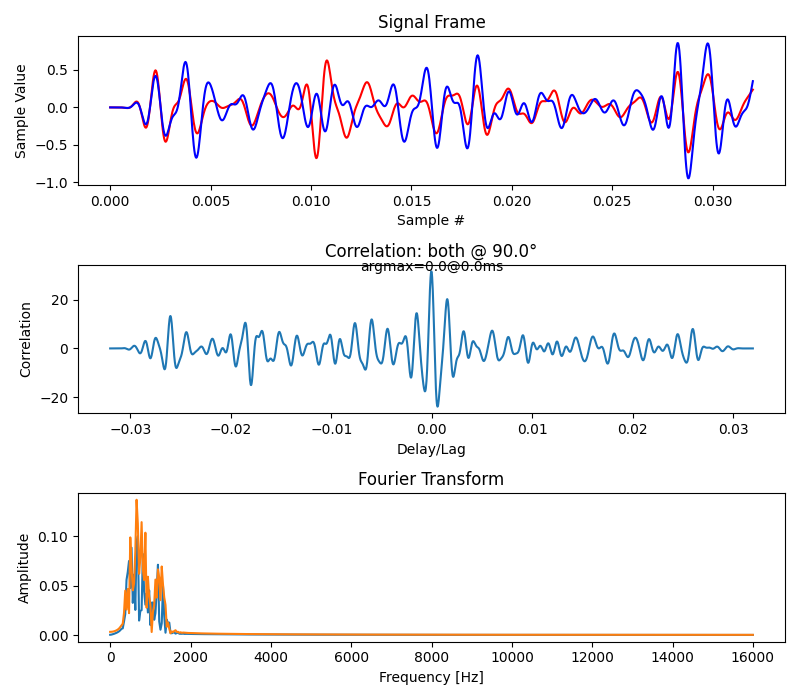 Signal Frame
Sample Value
0.5
0.0
−0.5
−1.0
0.000 0.005 0.010 0.015 0.020 0.025 0.030
Sample #
Correlation: both @ 90.0°
argmax=0.0@0.0ms
Correlation
20
0
−20
−0.03 −0.02 −0.01 0.00 0.01 0.02 0.03
Delay/Lag
Fourier Transform
Amplitude
0.10
0.05
0.00
0 2000 4000 6000 8000 10000 12000 14000 16000
Frequency [Hz]